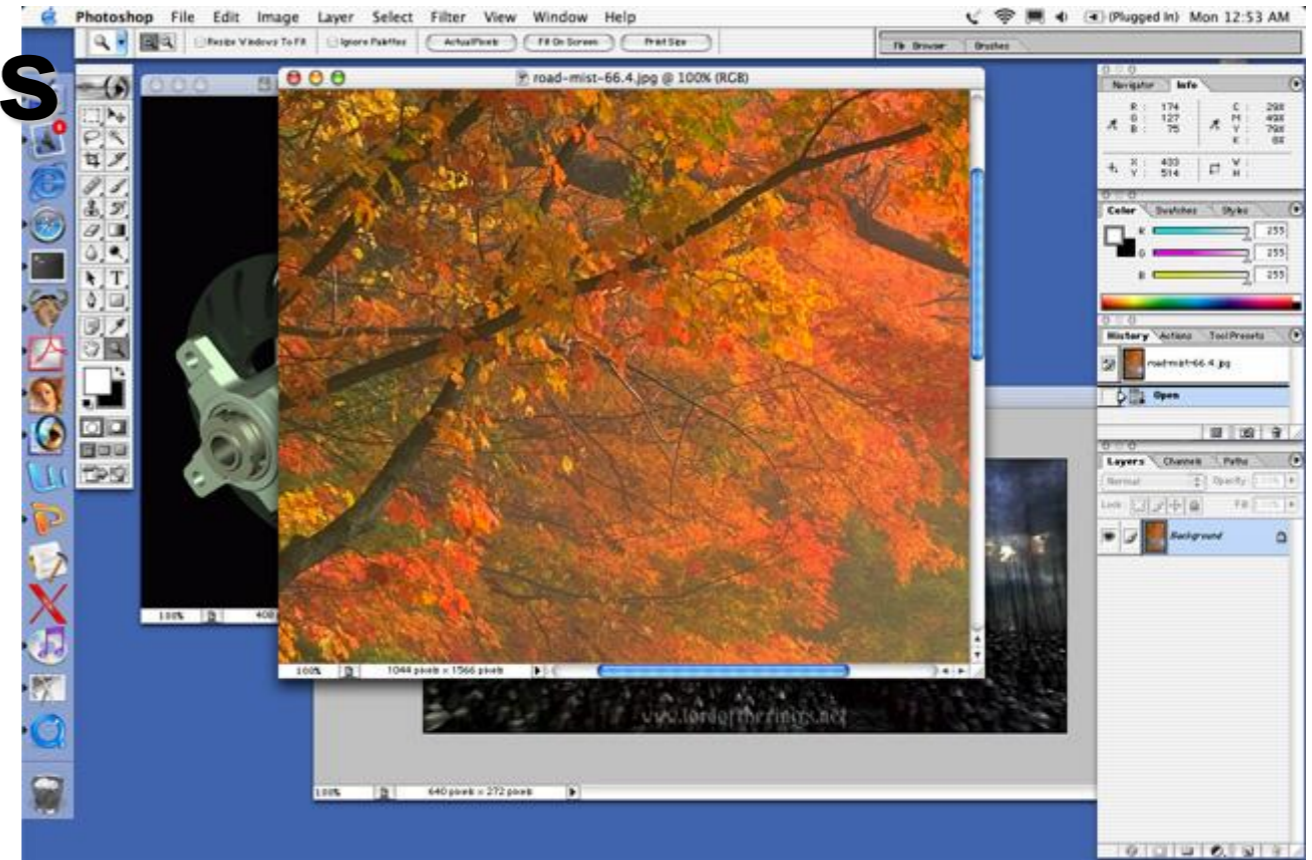 Photoshop File Edit Image Layer Select Filter View Window Help (Plugged In) Mon 12:53 AM
Resize Windows To Fit Ignore Palettes Actual Pixels Fit On Screen Print Size File Browser Brushes
s
road-mist-66.4.jpg @ 100% (RGB)
Navigator Info
R : 174 C : 29%
G : 127 M : 49%
B : 75 Y : 79%
K : 8%
X : 433 W :
Y : 514 H :
Color Swatches Styles
R 255
G 255
B 255
History Actions Tool Presets
road-mist-66.4.jpg
Open
Layers Channels Paths
Normal Opacity:
Lock: Fill:
Background
100%
100% 1044 pixels x 1566 pixels
www.lordoftherings.net
100% 640 pixels x 272 pixels